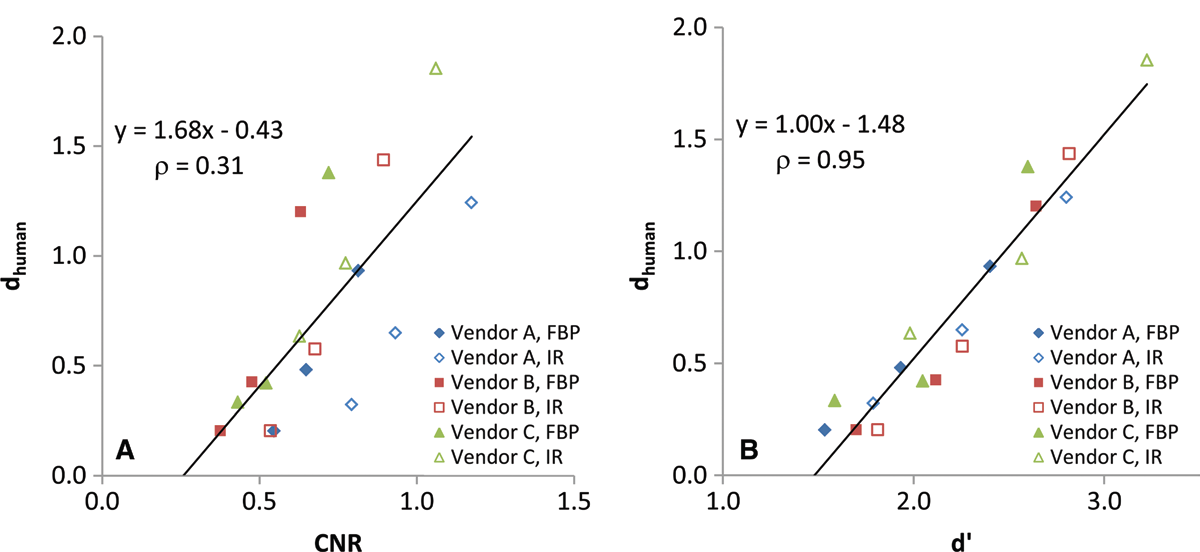 2.0
1.5
1.0
0.5
0.0
d_human
y = 1.68x - 0.43
ρ = 0.31
Vendor A, FBP
Vendor A, IR
Vendor B, FBP
Vendor B, IR
Vendor C, FBP
Vendor C, IR
A
0.0 0.5 1.0 1.5
CNR
2.0
1.5
1.0
0.5
0.0
d_human
y = 1.00x - 1.48
ρ = 0.95
Vendor A, FBP
Vendor A, IR
Vendor B, FBP
Vendor B, IR
Vendor C, FBP
Vendor C, IR
B
1.0 2.0 3.0
d'